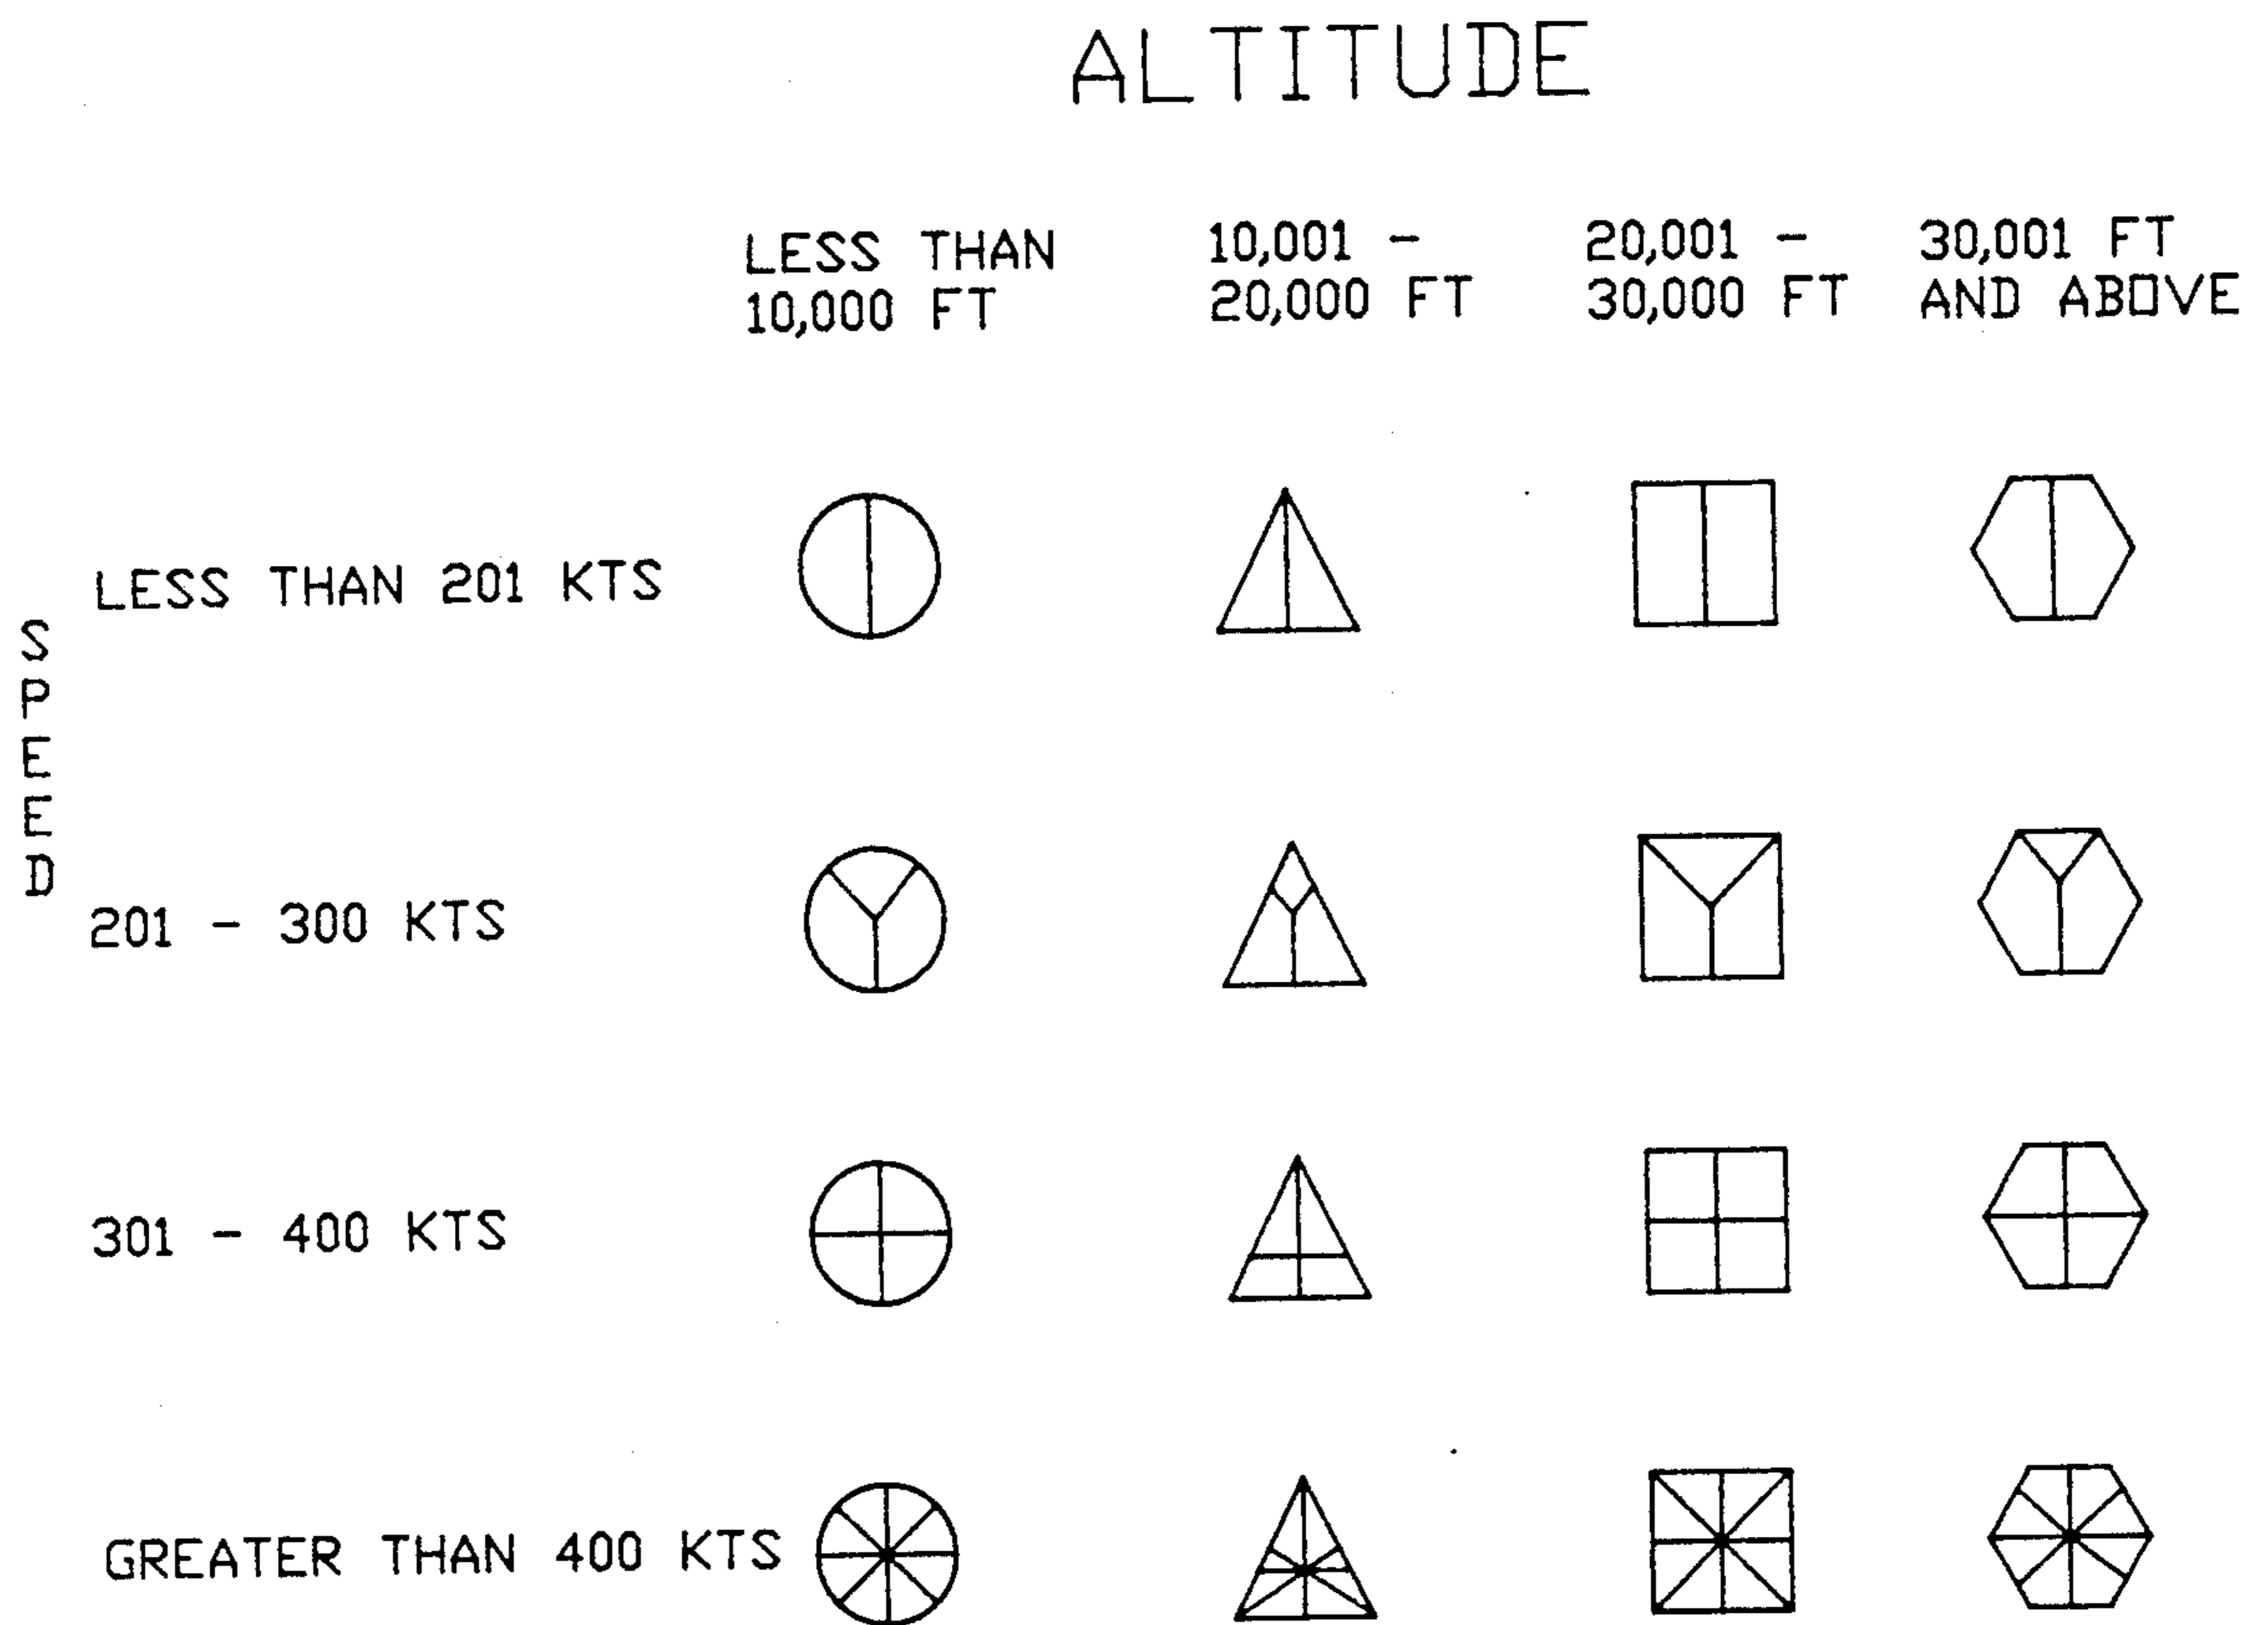 ALTITUDE
LESS THAN
10,000 FT
10,001 -
20,000 FT
20,001 -
30,000 FT
30,001 FT
AND ABOVE
SPEED
LESS THAN 201 KTS
201 - 300 KTS
301 - 400 KTS
GREATER THAN 400 KTS